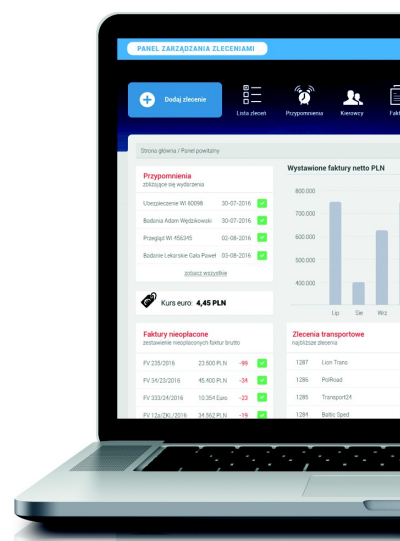 PANEL ZARZĄDZANIA ZLECENIAMI
Dodaj zlecenie
Lista zleceń
Przypomnienia
Kierowcy
Fakt
Strona główna / Panel powitalny
Przypomnienia
zbliżające się wydarzenia
Ubezpieczenie WI 60098 30-07-2016
Badania Adam Wędzikowski 30-07-2016
Przegląt WI 456345 02-08-2016
Badanie Lekarskie Gała Paweł 03-08-2016
zobacz wszystkie
Kurs euro: 4,45 PLN
Faktury nieopłacone
zestawienie nieopłaconych faktur brutto
FV 235/2016 23.500 PLN -99
FV 34/23/2016 45.400 PLN -34
FV 333/24/2016 10.354 Euro -23
FV 12a/ZKL/2016 34.562 PLN -19
Wystawione faktury netto PLN
800.000
700.000
600.000
500.000
400.000
Lip Sie Wrz
Zlecenia transportowe
najbliższe zlecenia
1287 Lion Trans
1286 PolRoad
1285 Transport24
1284 Baltic Sped